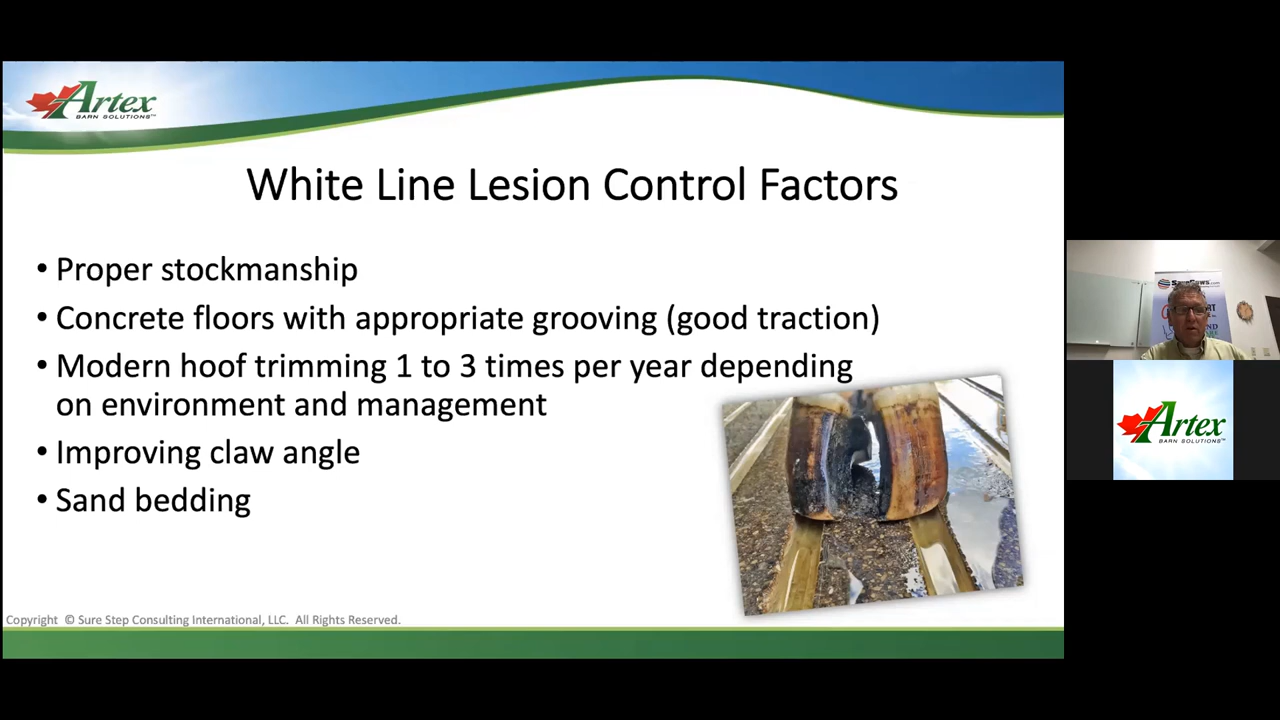 Artex
BARN SOLUTIONS™
White Line Lesion Control Factors
• Proper stockmanship
• Concrete floors with appropriate grooving (good traction)
• Modern hoof trimming 1 to 3 times per year depending
on environment and management
• Improving claw angle
• Sand bedding
Copyright © Sure Step Consulting International, LLC. All Rights Reserved.
Artex
BARN SOLUTIONS™